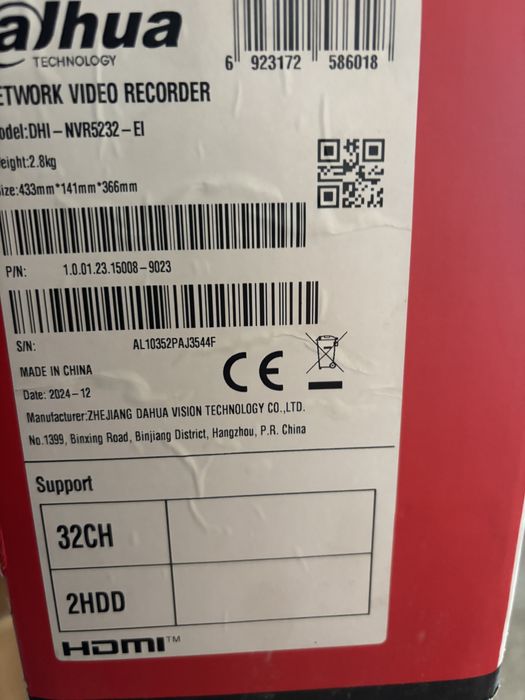 alhua
TECHNOLOGY
6 923172 586018
ETWORK VIDEO RECORDER
odel:DHI-NVR5232-EI
eight:2.8kg
ize:433mm*141mm*366mm
P/N: 1.0.01.23.15008-9023
S/N: AL10352PAJ3544F
MADE IN CHINA
CE
Date: 2024-12
Manufacturer:ZHEJIANG DAHUA VISION TECHNOLOGY CO.,LTD.
No.1399, Binxing Road, Binjiang District, Hangzhou, P.R. China
Support
32CH
2HDD
HDMI™